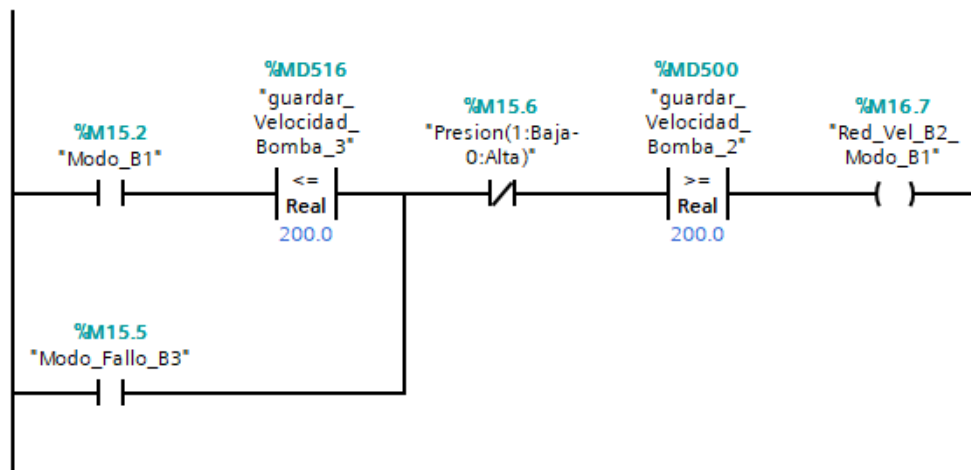 %MD516
"guardar_
Velocidad_
Bomba_3"
%MD500
"guardar_
Velocidad_
Bomba_2"
%M15.2
"Modo_B1"
%M15.6
"Presion(1:Baja-
0:Alta)"
%M16.7
"Red_Vel_B2_
Modo_B1"
<=
Real
200.0
>=
Real
200.0
%M15.5
"Modo_Fallo_B3"